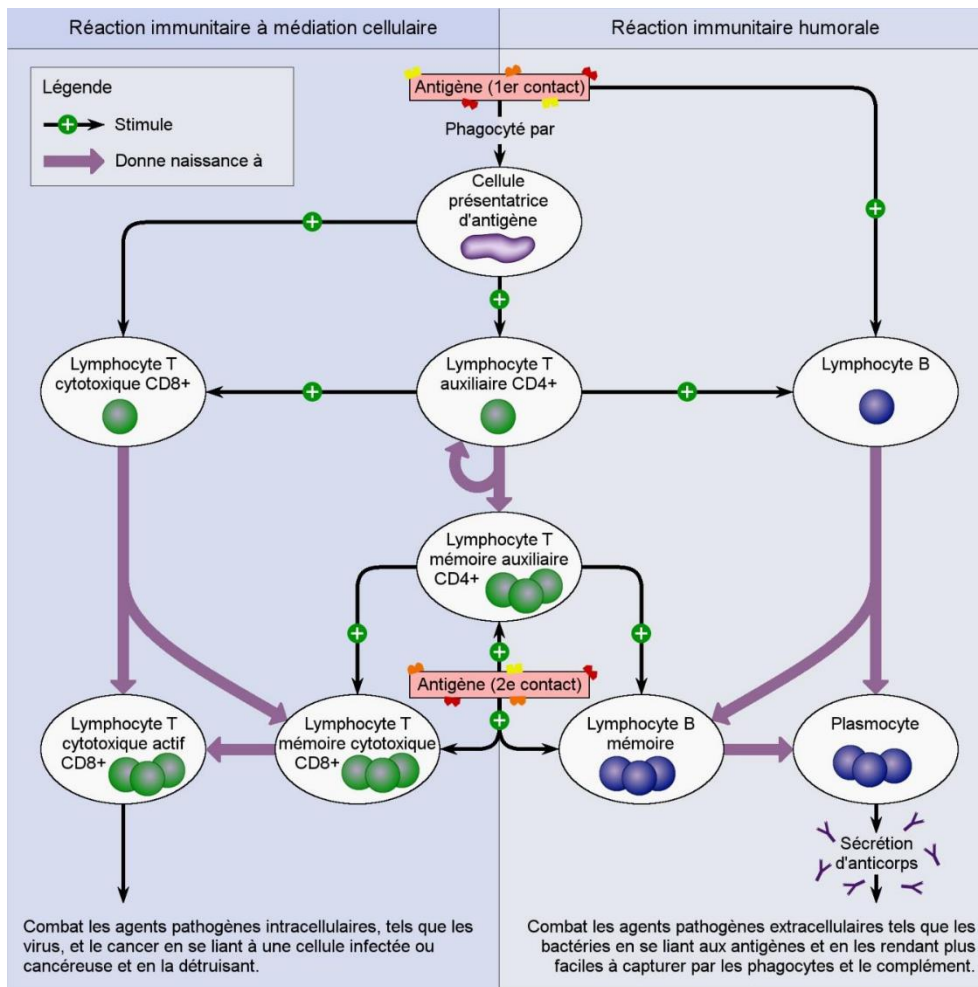 Réaction immunitaire à médiation cellulaire
Réaction immunitaire humorale
Légende
Stimule
Donne naissance à
Antigène (1er contact)
Phagocyté par
Cellule
présentatrice
d'antigène
Lymphocyte T
cytotoxique CD8+
Lymphocyte T
auxiliaire CD4+
Lymphocyte B
Lymphocyte T
mémoire auxiliaire
CD4+
Antigène (2e contact)
Lymphocyte T
cytotoxique actif
CD8+
Lymphocyte T
mémoire cytotoxique
CD8+
Lymphocyte B
mémoire
Plasmocyte
Sécrétion
d'anticorps
Combat les agents pathogènes intracellulaires, tels que les
virus, et le cancer en se liant à une cellule infectée ou
cancéreuse et en la détruisant.
Combat les agents pathogènes extracellulaires tels que les
bactéries en se liant aux antigènes et en les rendant plus
faciles à capturer par les phagocytes et le complément.